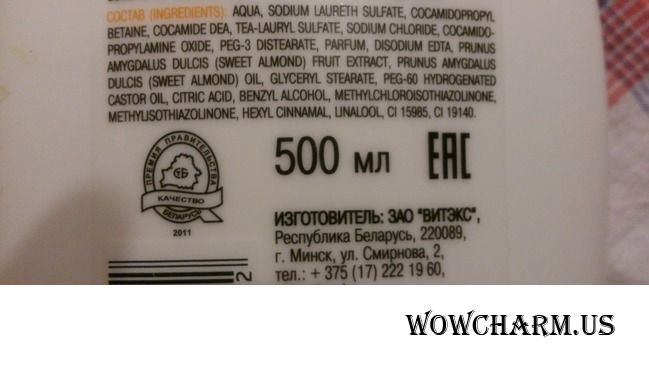 СОСТАВ (INGREDIENTS): AQUA, SODIUM LAURETH SULFATE, COCAMIDOPROPYL
BETAINE, COCAMIDE DEA, TEA-LAURYL SULFATE, SODIUM CHLORIDE, COCAMIDO-
PROPYLAMINE OXIDE, PEG-3 DISTEARATE, PARFUM, DISODIUM EDTA, PRUNUS
AMYGDALUS DULCIS (SWEET ALMOND) FRUIT EXTRACT, PRUNUS AMYGDALUS
DULCIS (SWEET ALMOND) OIL, GLYCERYL STEARATE, PEG-60 HYDROGENATED
CASTOR OIL, CITRIC ACID, BENZYL ALCOHOL, METHYLCHLOROISOTHIAZOLINONE,
METHYLISOTHIAZOLINONE, HEXYL CINNAMAL, LINALOOL, CI 15985, CI 19140.
ПРЕМИЯ ПРАВИТЕЛЬСТВА
СБ
КАЧЕСТВО
БЕЛАРУСЬ
2011
500 мл
EAC
ИЗГОТОВИТЕЛЬ: ЗАО "ВИТЭКС",
Республика Беларусь, 220089,
г. Минск, ул. Смирнова, 2,
тел.: + 375 (17) 222 19 60,
2
WOWCHARM.US